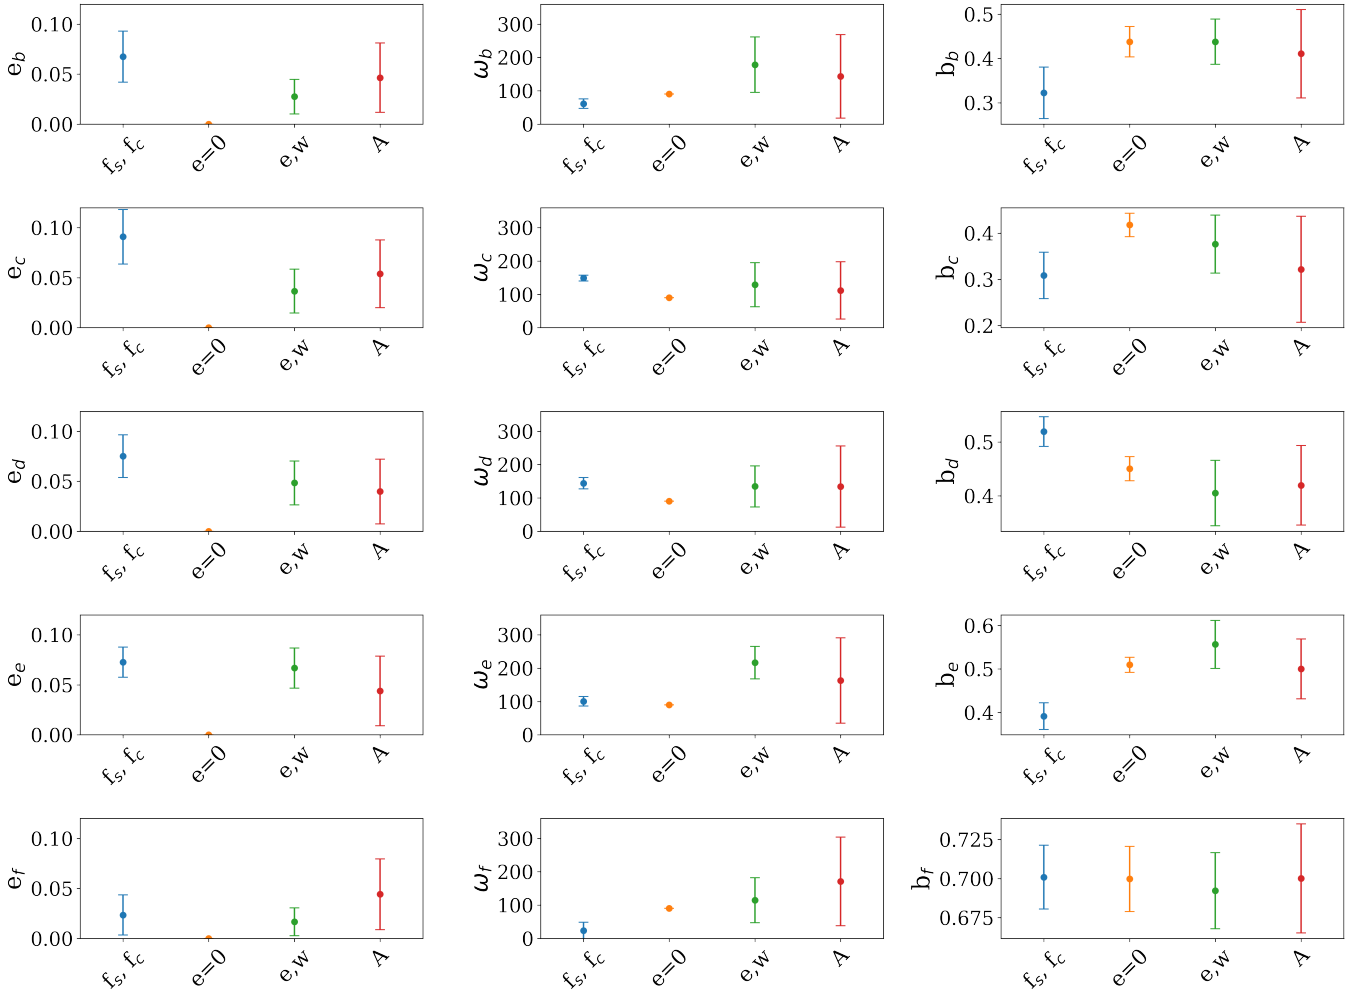 e_b
0.10
0.05
0.00
f_s, f_c
e=0
e,w
A
ω_b
300
200
100
0
f_s, f_c
e=0
e,w
A
b_b
0.5
0.4
0.3
f_s, f_c
e=0
e,w
A
e_c
0.10
0.05
0.00
f_s, f_c
e=0
e,w
A
ω_c
300
200
100
0
f_s, f_c
e=0
e,w
A
b_c
0.4
0.3
0.2
f_s, f_c
e=0
e,w
A
e_d
0.10
0.05
0.00
f_s, f_c
e=0
e,w
A
ω_d
300
200
100
0
f_s, f_c
e=0
e,w
A
b_d
0.5
0.4
f_s, f_c
e=0
e,w
A
e_e
0.10
0.05
0.00
f_s, f_c
e=0
e,w
A
ω_e
300
200
100
0
f_s, f_c
e=0
e,w
A
b_e
0.6
0.5
0.4
f_s, f_c
e=0
e,w
A
e_f
0.10
0.05
0.00
f_s, f_c
e=0
e,w
A
ω_f
300
200
100
0
f_s, f_c
e=0
e,w
A
b_f
0.725
0.700
0.675
f_s, f_c
e=0
e,w
A